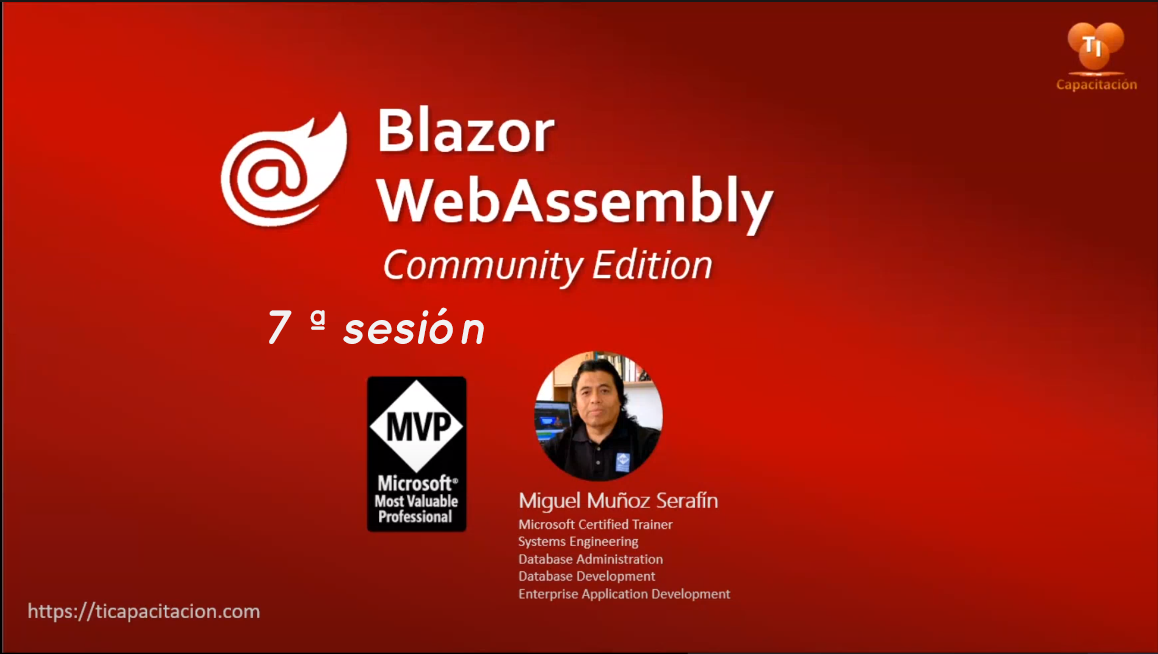 TI
Capacitación
@
Blazor
WebAssembly
Community Edition
7 ª sesión
MVP
Microsoft®
Most Valuable
Professional
Miguel Muñoz Serafín
Microsoft Certified Trainer
Systems Engineering
Database Administration
Database Development
Enterprise Application Development
https://ticapacitacion.com